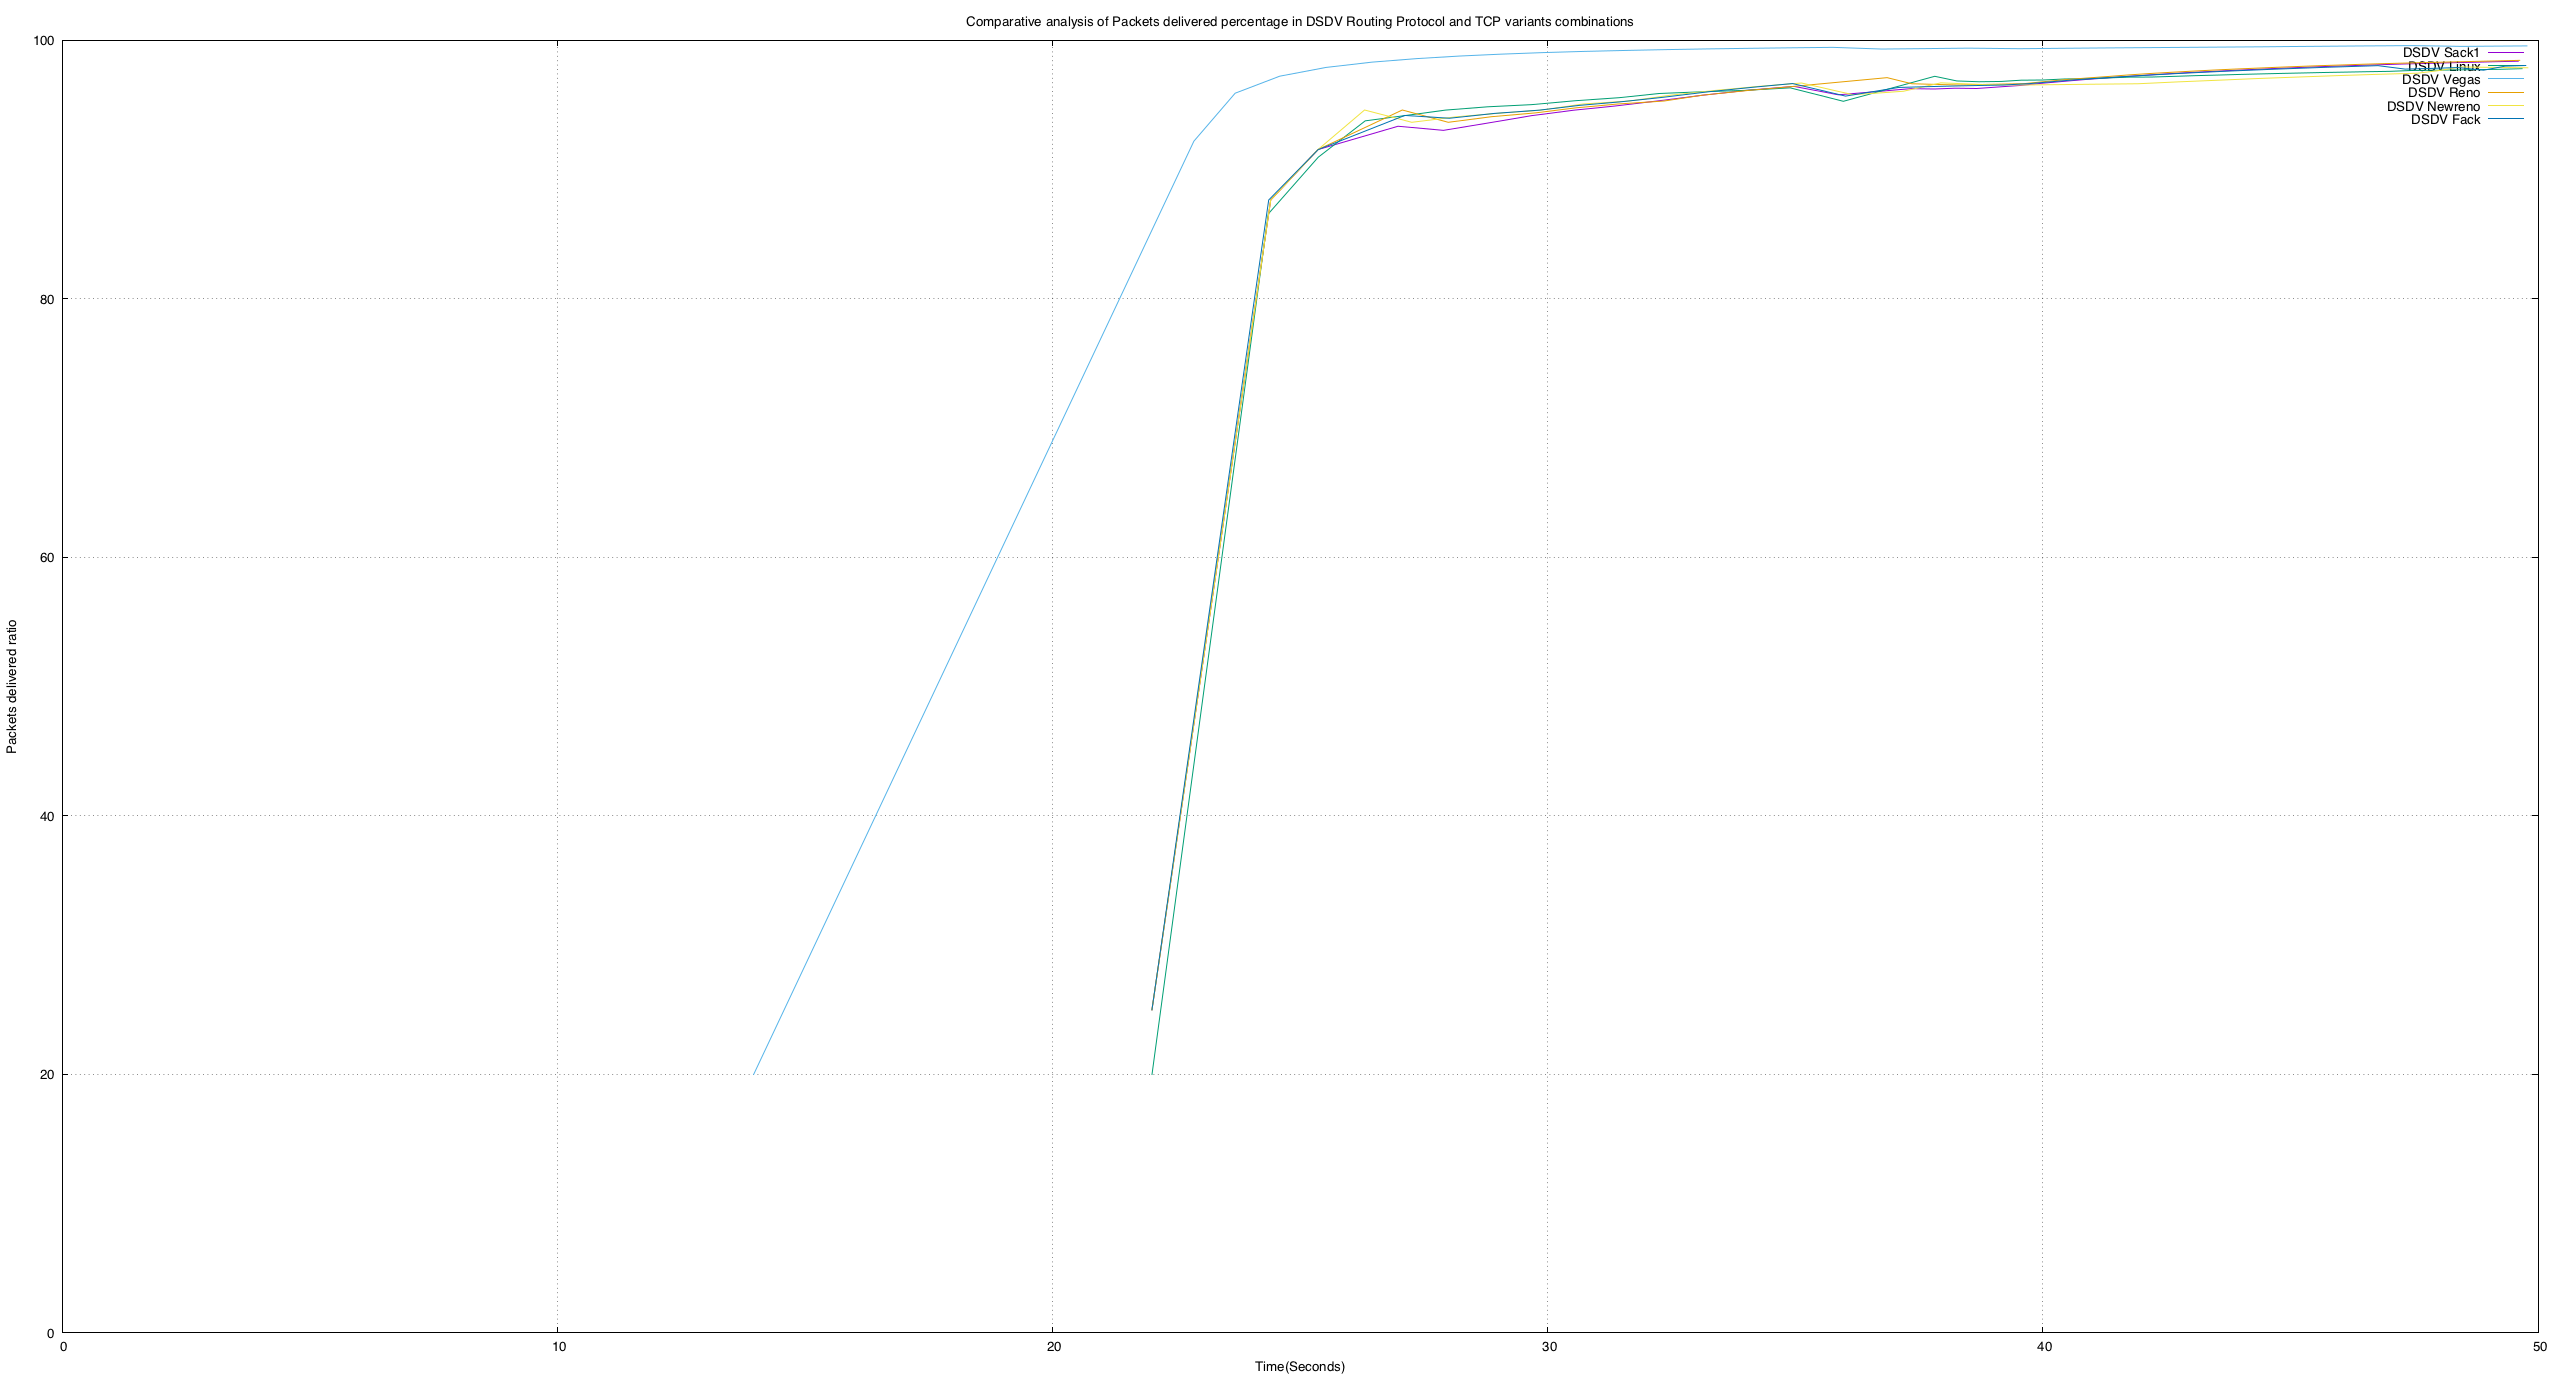 Comparative analysis of Packets delivered percentage in DSDV Routing Protocol and TCP variants combinations
100
80
60
40
20
0
Packets delivered ratio
DSDV Sack1
DSDV Linux
DSDV Vegas
DSDV Reno
DSDV Newreno
DSDV Fack
0 10 20 30 40 50
Time(Seconds)